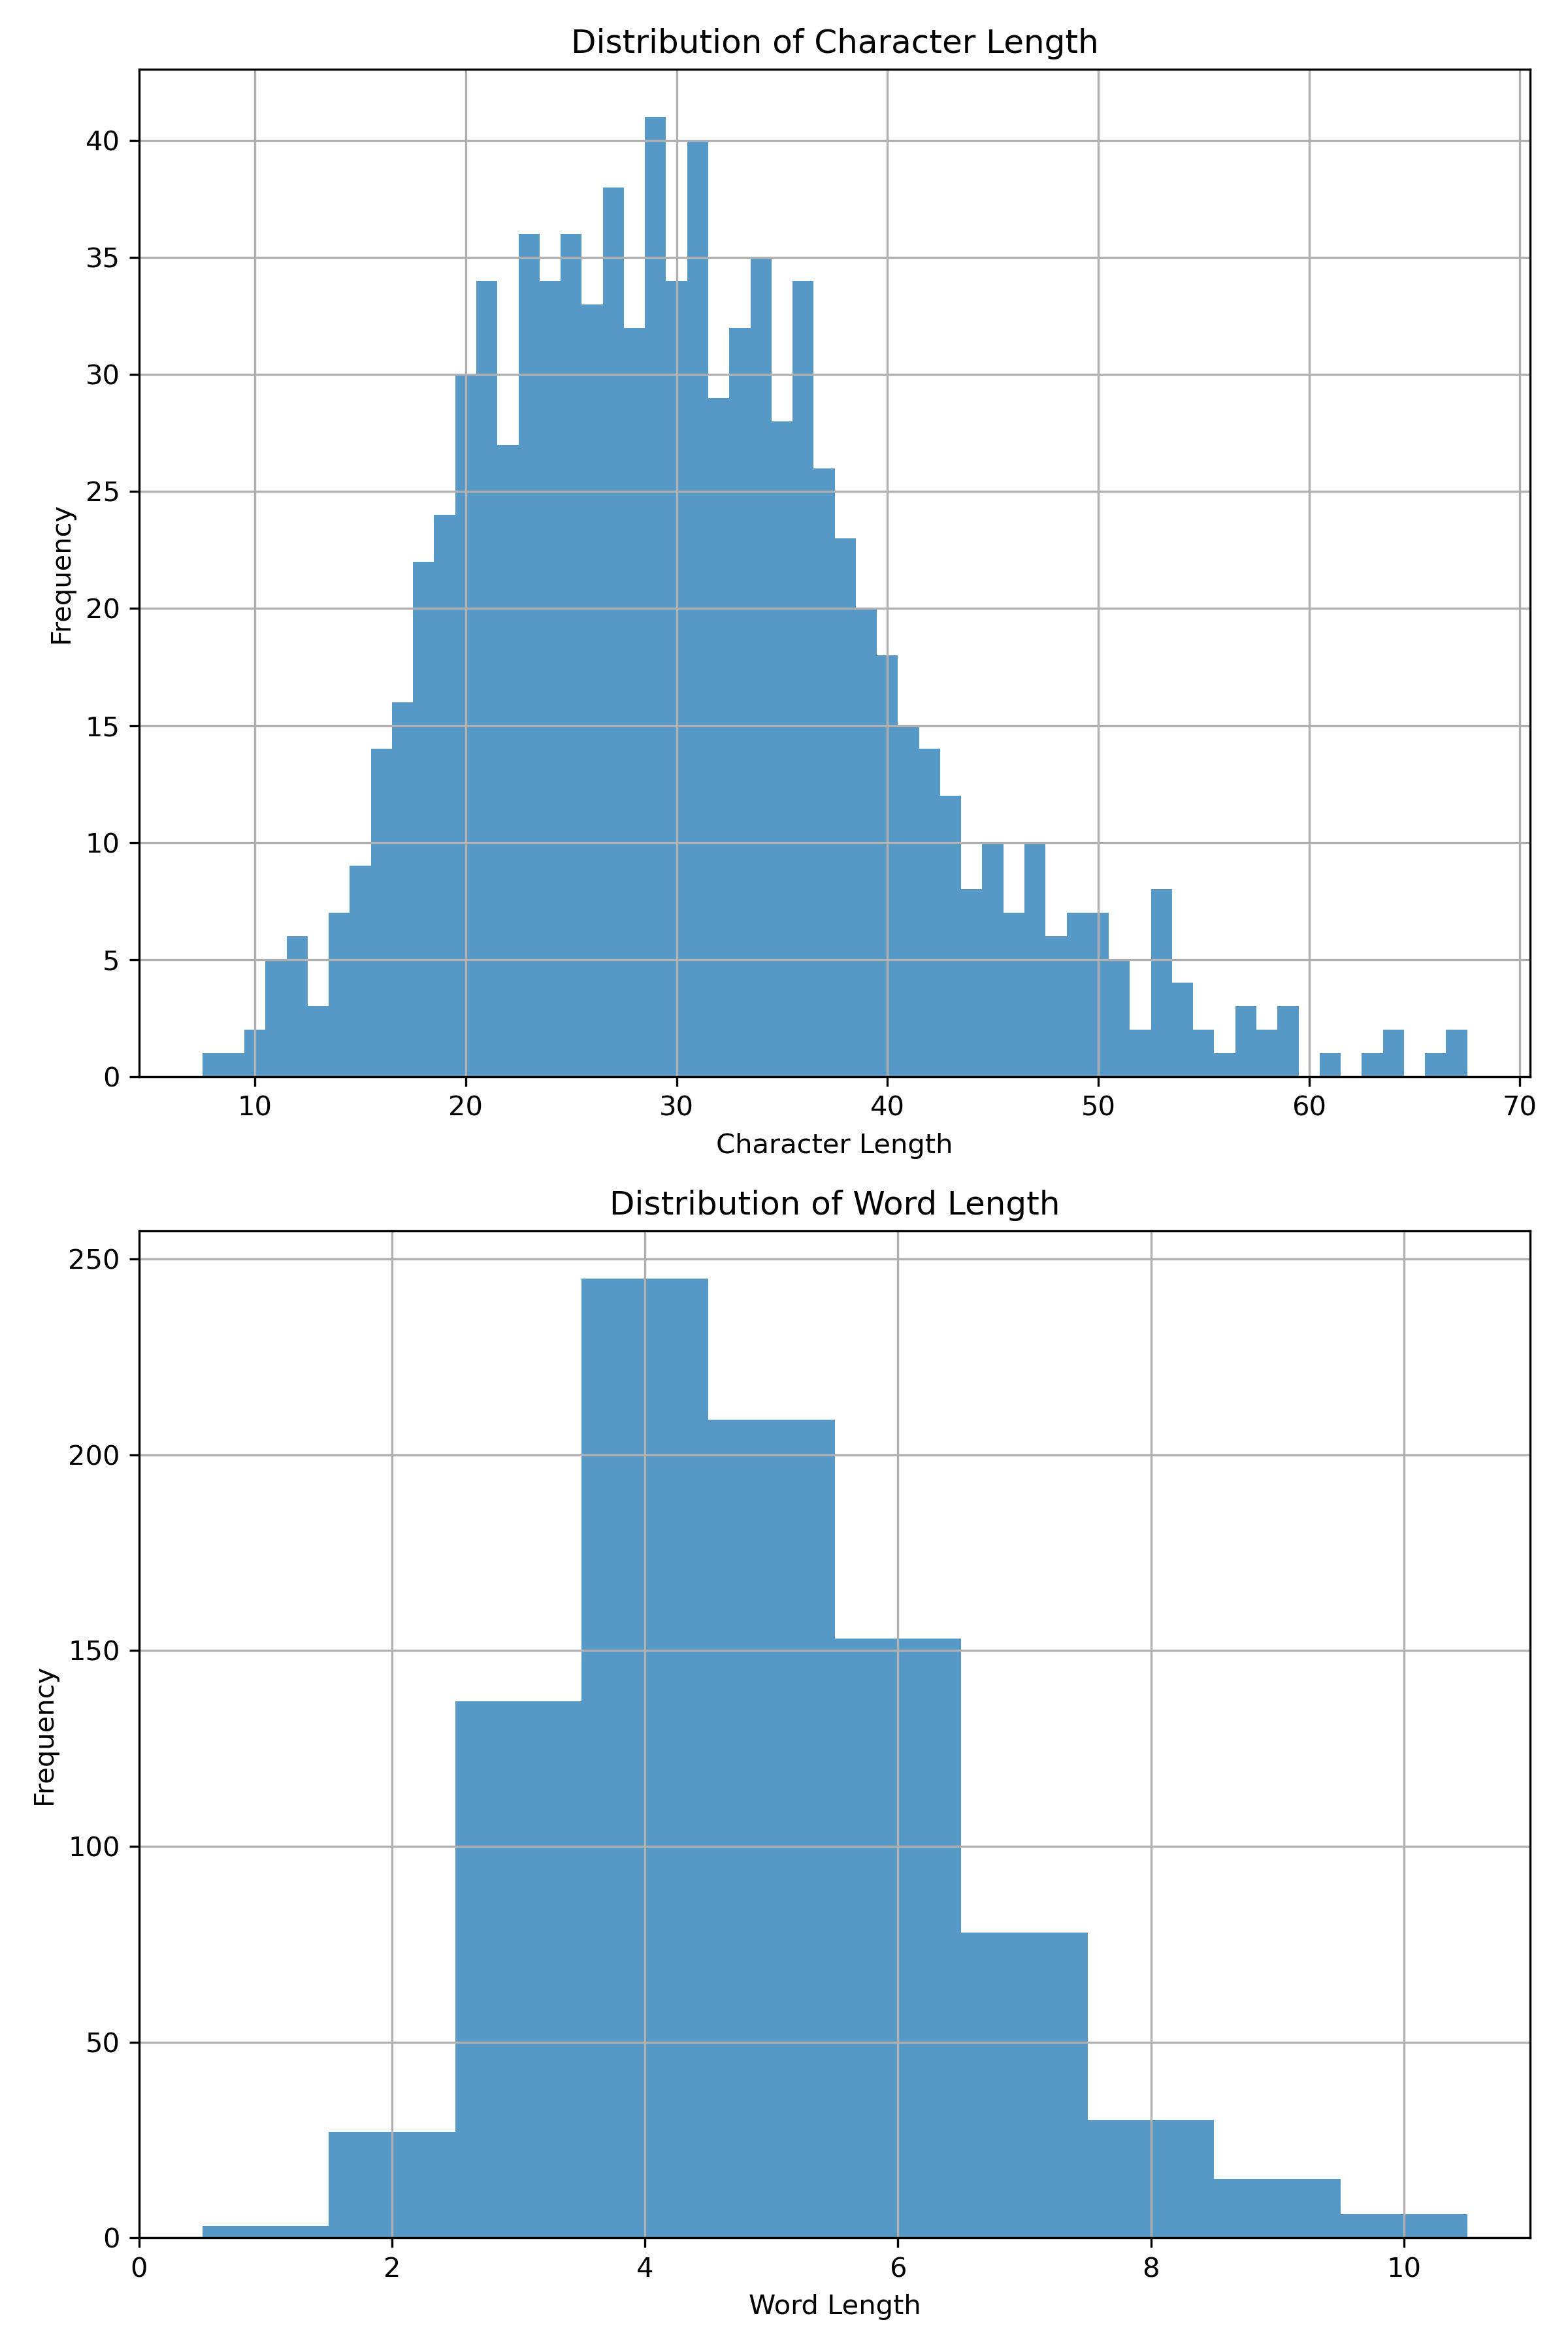 Distribution of Character Length
40
35
30
25
20
15
10
5
0
Frequency
10 20 30 40 50 60 70
Character Length
Distribution of Word Length
250
200
150
100
50
0
Frequency
0 2 4 6 8 10
Word Length